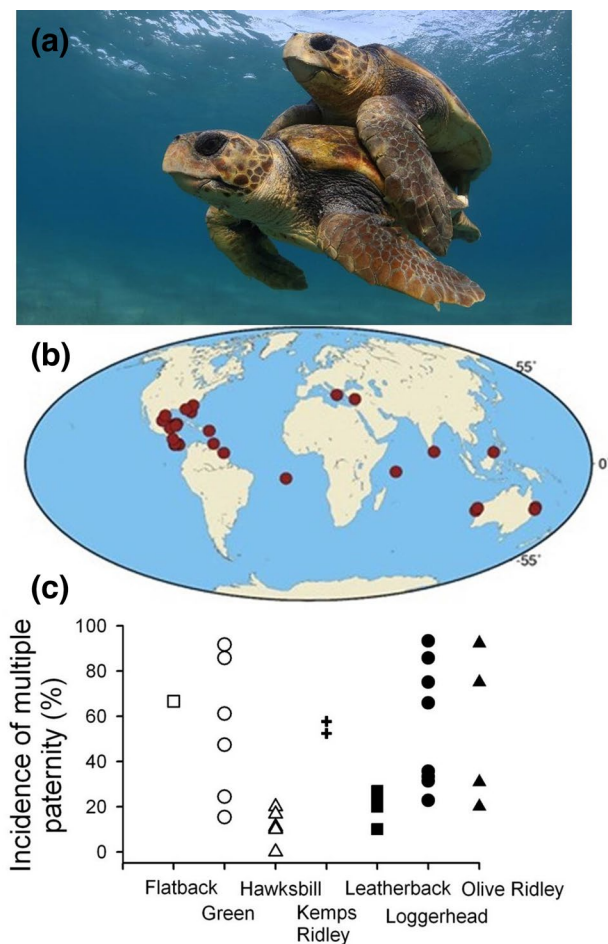 (a)
(b)
55°
0°
-55°
(c)
Incidence of multiple
paternity (%)
100
80
60
40
20
0
Flatback
Green
Hawksbill
Kemps
Ridley
Leatherback
Loggerhead
Olive Ridley